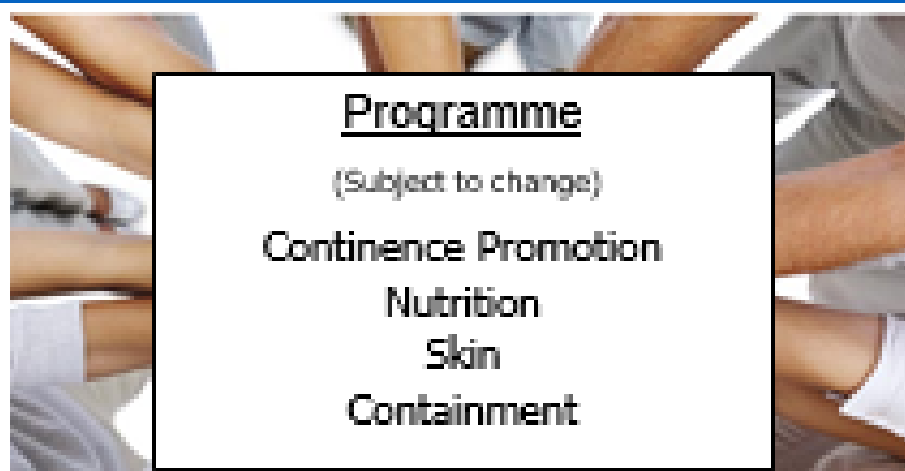 Programme
(Subject to change)
Continence Promotion
Nutrition
Skin
Containment